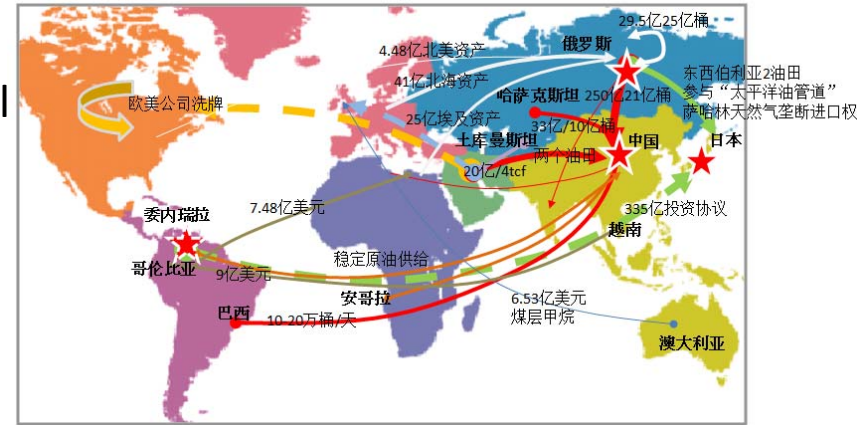 29.5亿25亿桶
俄罗斯
4.48亿北美资产
东西伯利亚2油田
参与“太平洋油管道”
萨哈林天然气垄断进口权
41亿北海资产
哈萨克斯坦
250亿21亿桶
欧美公司洗牌
25亿埃及资产
33亿/10亿桶
土库曼斯坦
中国
日本
两个油田
20亿/4tcf
委内瑞拉
7.48亿美元
335亿投资协议
越南
稳定原油供给
哥伦比亚
9亿美元
安哥拉
6.53亿美元
煤层甲烷
巴西
10-20万桶/天
澳大利亚